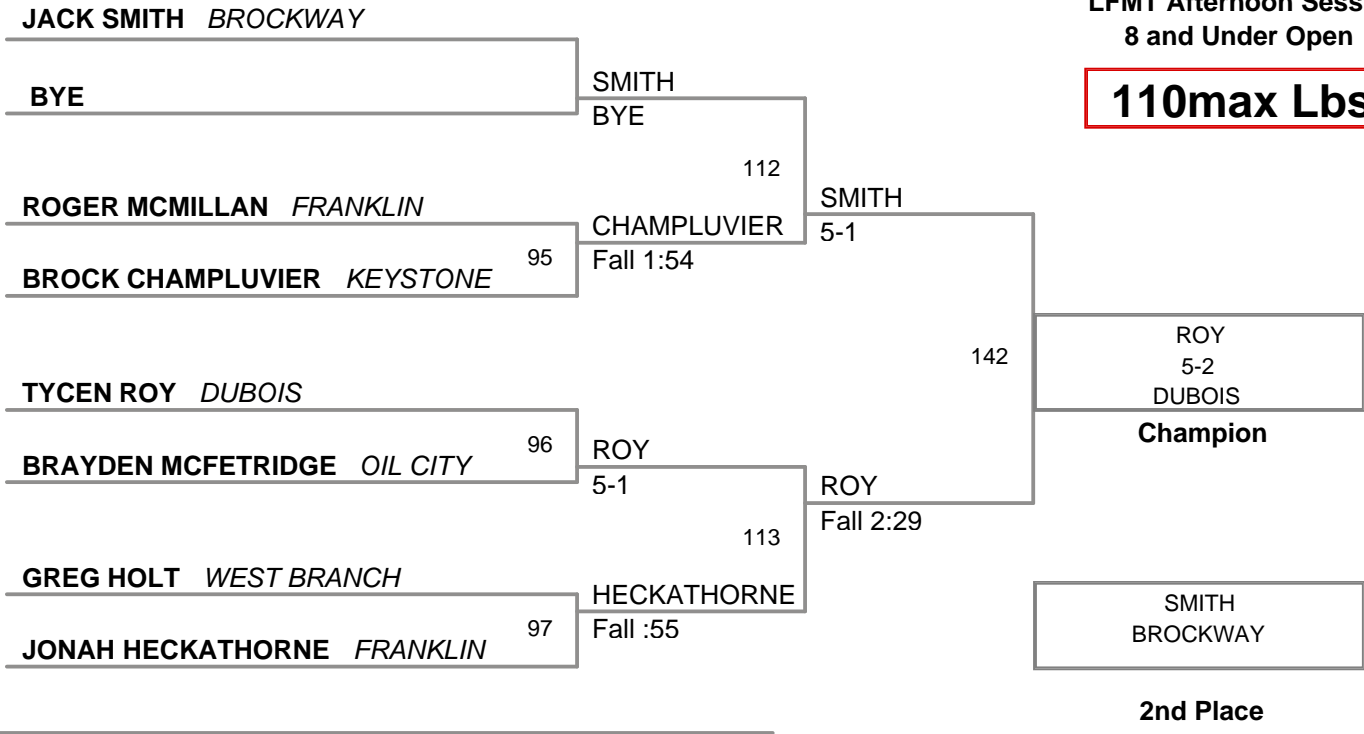 LFMT Afternoon Sess
8 and Under Open
110max Lbs
JACK SMITH BROCKWAY
BYE
SMITH
BYE
112
ROGER MCMILLAN FRANKLIN
BROCK CHAMPLUVIER KEYSTONE
95
CHAMPLUVIER
Fall 1:54
SMITH
5-1
142
TYCEN ROY DUBOIS
BRAYDEN MCFETRIDGE OIL CITY
96
ROY
5-1
113
ROY
Fall 2:29
GREG HOLT WEST BRANCH
JONAH HECKATHORNE FRANKLIN
97
HECKATHORNE
Fall :55
ROY
5-2
DUBOIS
Champion
SMITH
BROCKWAY
2nd Place